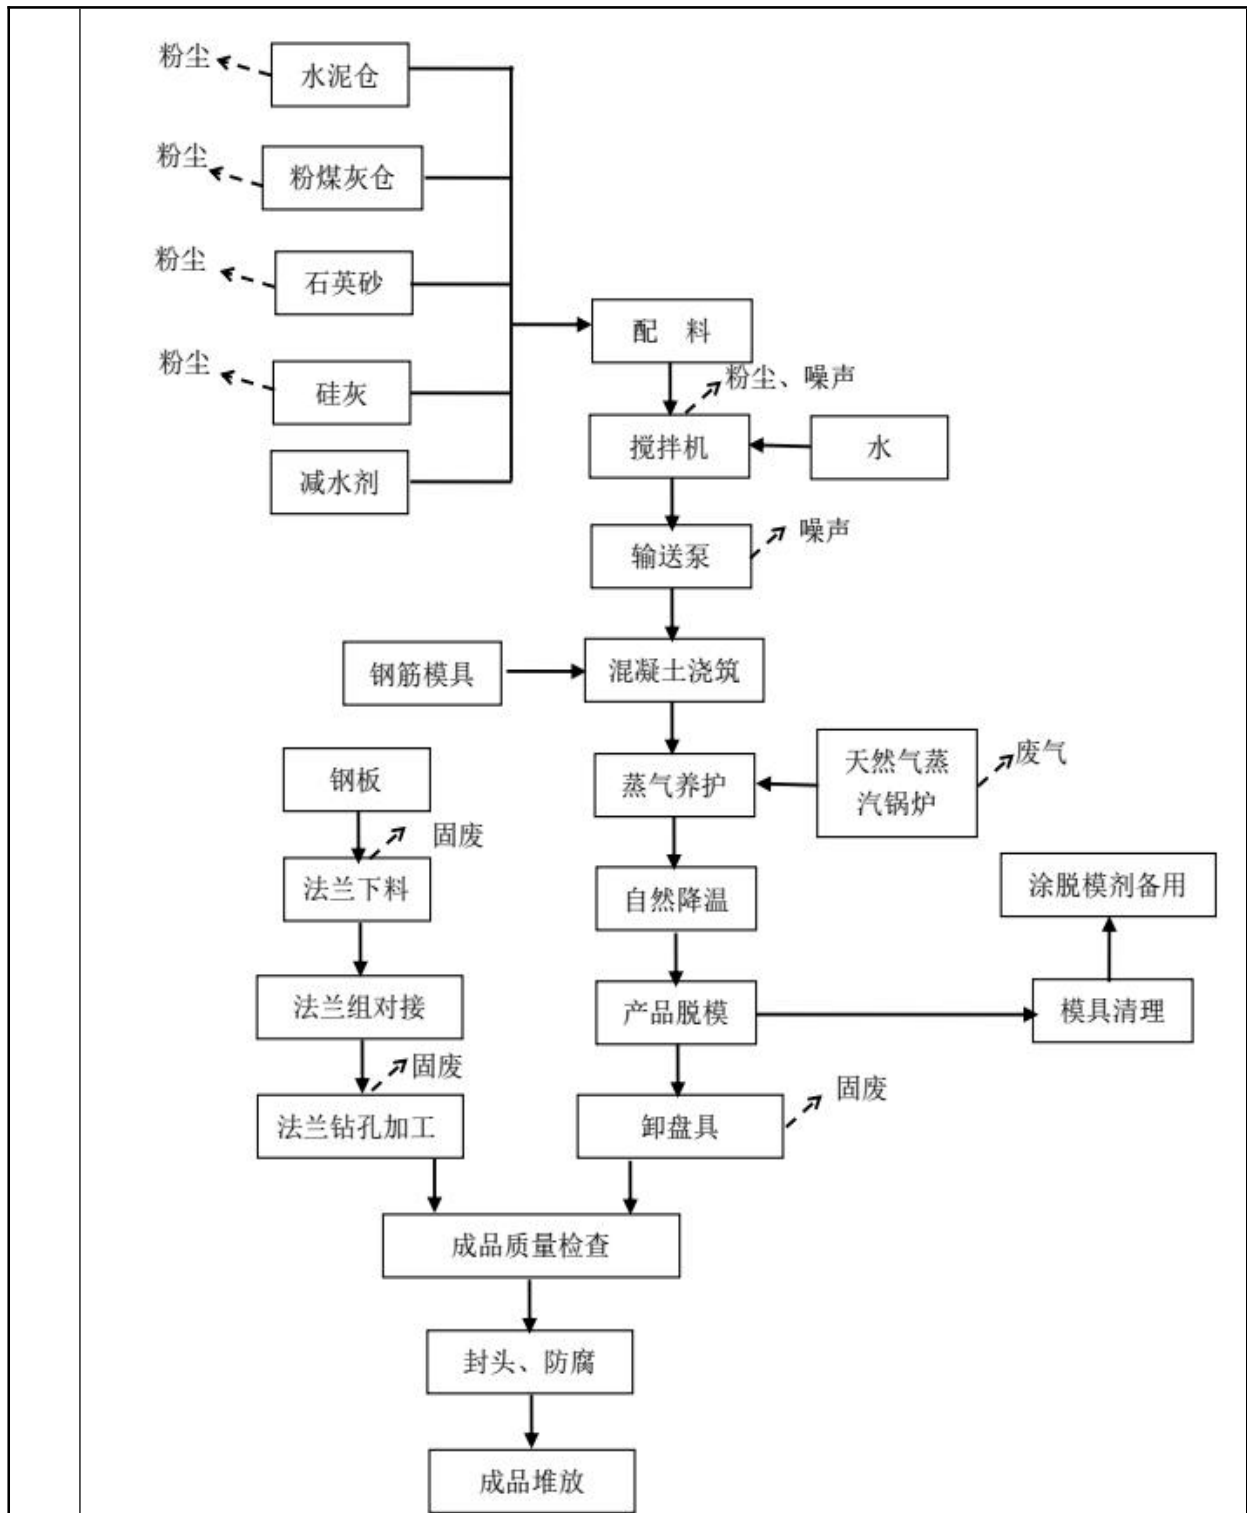 粉尘
水泥仓
粉尘
粉煤灰仓
粉尘
石英砂
配 料
粉尘
硅灰
粉尘、噪声
搅拌机
水
减水剂
噪声
输送泵
钢筋模具
混凝土浇筑
钢板
蒸气养护
天然气蒸
汽锅炉
废气
固废
法兰下料
自然降温
涂脱模剂备用
法兰组对接
产品脱模
模具清理
固废
法兰钻孔加工
卸盘具
固废
成品质量检查
封头、防腐
成品堆放